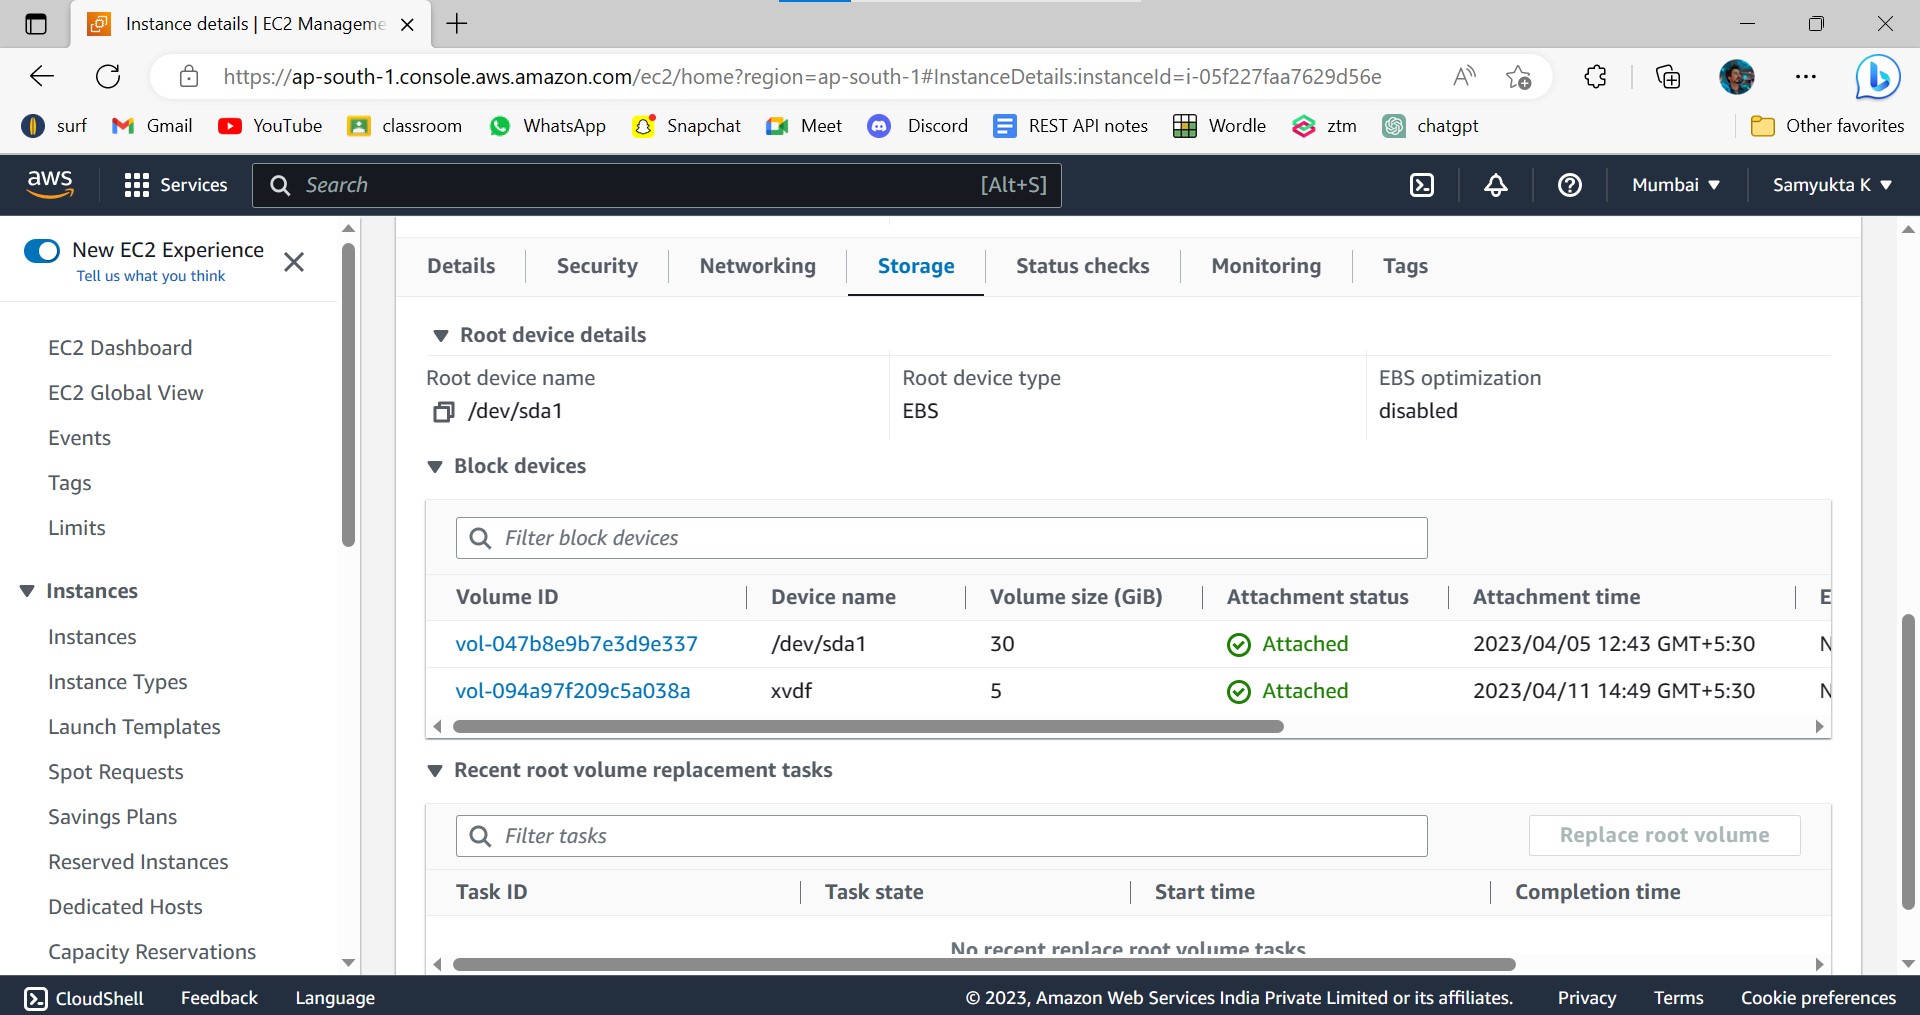 Instance details | EC2 Manageme
https://ap-south-1.console.aws.amazon.com/ec2/home?region=ap-south-1#InstanceDetails:instanceId=i-05f227faa7629d56e
surf Gmail YouTube classroom WhatsApp Snapchat Meet Discord REST API notes Wordle ztm chatgpt Other favorites
aws Services Search [Alt+S] Mumbai Samyukta K
New EC2 Experience
Tell us what you think
EC2 Dashboard
EC2 Global View
Events
Tags
Limits
Instances
Instances
Instance Types
Launch Templates
Spot Requests
Savings Plans
Reserved Instances
Dedicated Hosts
Capacity Reservations
Details Security Networking Storage Status checks Monitoring Tags
Root device details
Root device name Root device type EBS optimization
/dev/sda1 EBS disabled
Block devices
Filter block devices
Volume ID Device name Volume size (GiB) Attachment status Attachment time E
vol-047b8e9b7e3d9e337 /dev/sda1 30 Attached 2023/04/05 12:43 GMT+5:30 N
vol-094a97f209c5a038a xvdf 5 Attached 2023/04/11 14:49 GMT+5:30 N
Recent root volume replacement tasks
Filter tasks Replace root volume
Task ID Task state Start time Completion time
No recent replace root volume tasks
CloudShell Feedback Language © 2023, Amazon Web Services India Private Limited or its affiliates. Privacy Terms Cookie preferences